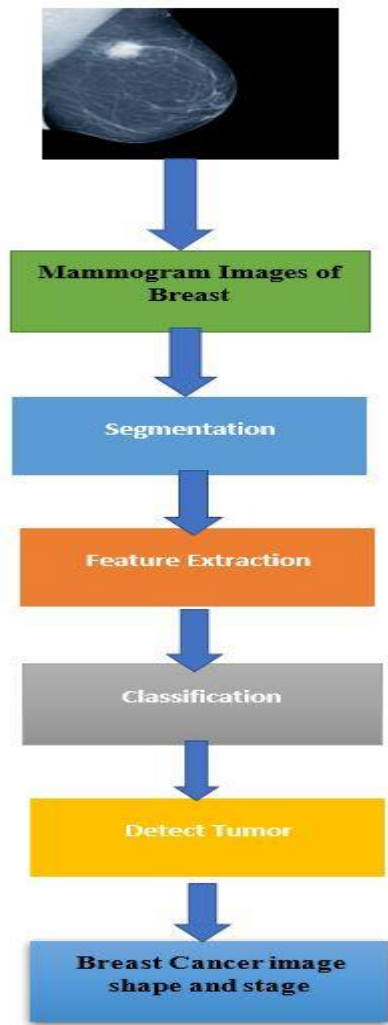 Mammogram Images of
Breast
Segmentation
Feature Extraction
Classification
Detect Tumor
Breast Cancer image
shape and stage